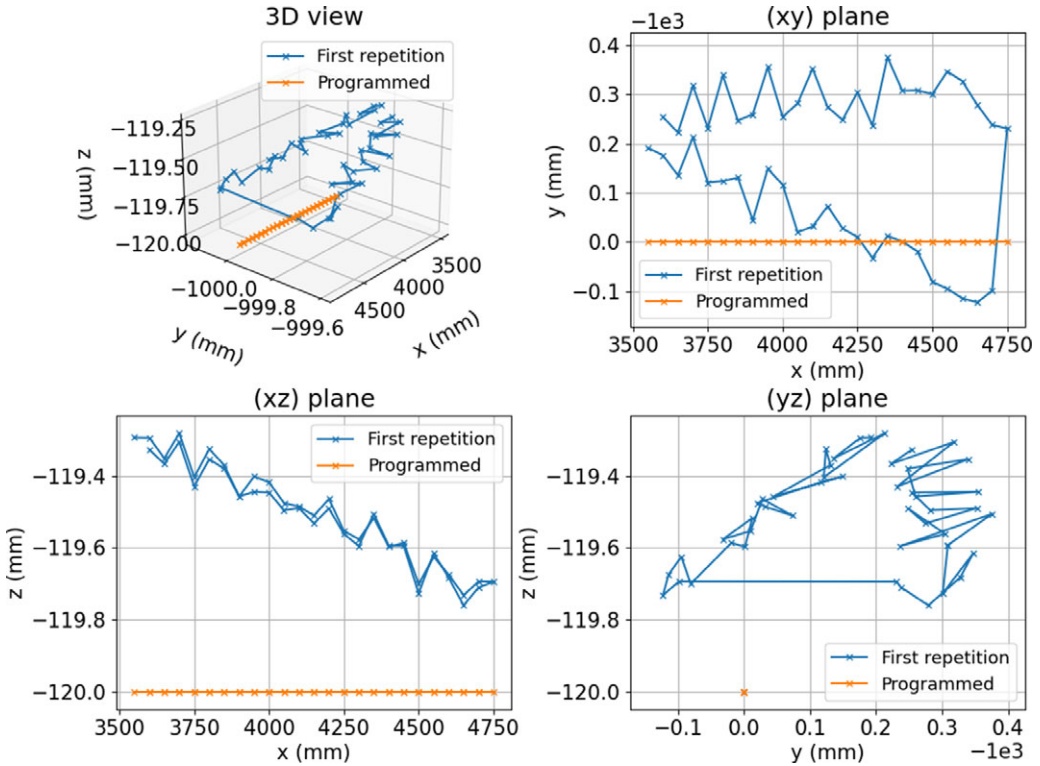 3D view
First repetition
Programmed
−119.25
−119.50
−119.75
−120.00
z (mm)
−1000.0
−999.8
−999.6
y (mm)
3500
4000
4500
x (mm)
(xy) plane
−1e3
0.4
0.3
0.2
0.1
0.0
−0.1
y (mm)
First repetition
Programmed
3500 3750 4000 4250 4500 4750
x (mm)
(xz) plane
First repetition
Programmed
−119.4
−119.6
−119.8
−120.0
z (mm)
3500 3750 4000 4250 4500 4750
x (mm)
(yz) plane
−119.4
−119.6
−119.8
−120.0
z (mm)
First repetition
Programmed
−0.1 0.0 0.1 0.2 0.3 0.4
y (mm)
−1e3